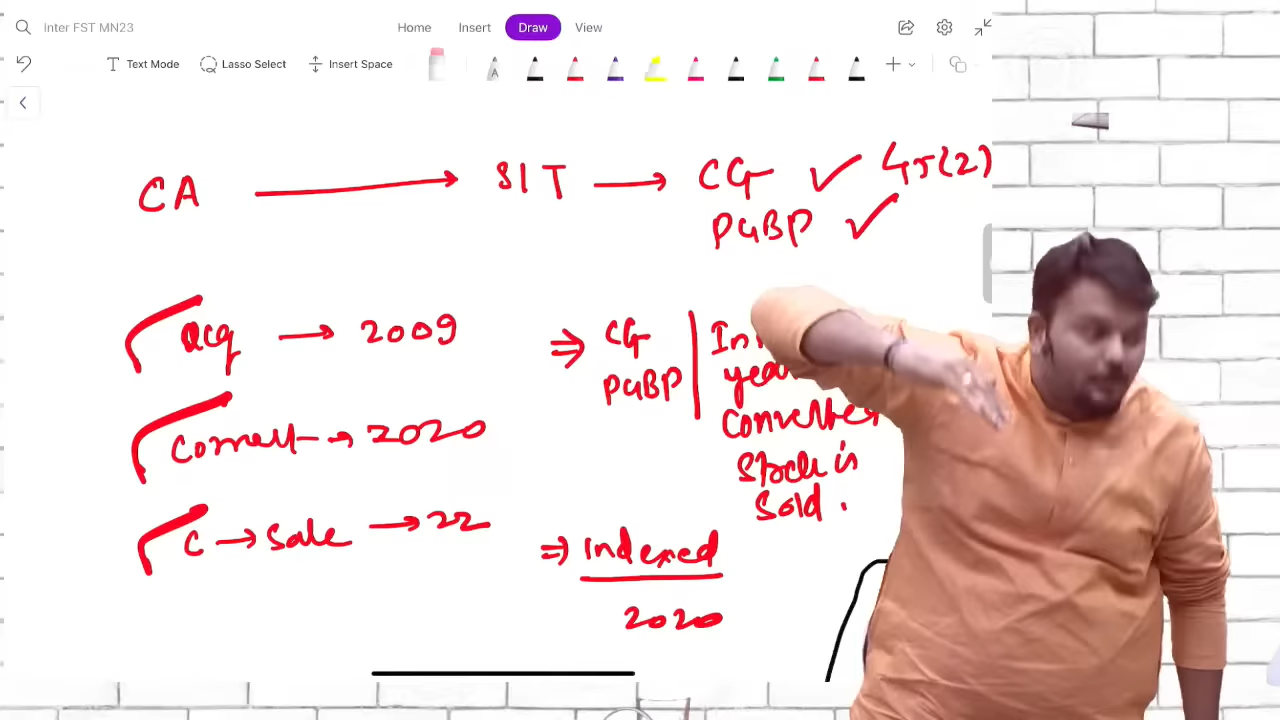 Inter FST MN23
Home Insert Draw View
Text Mode Lasso Select Insert Space
CA → SIT → CG ✓ 45(2)
PGBP ✓
acq → 2009 ⇒ CG
PGBP
year
converted
Stock is
Sold.
Convert → 2020
C → Sale → 22
⇒ indexed
2020